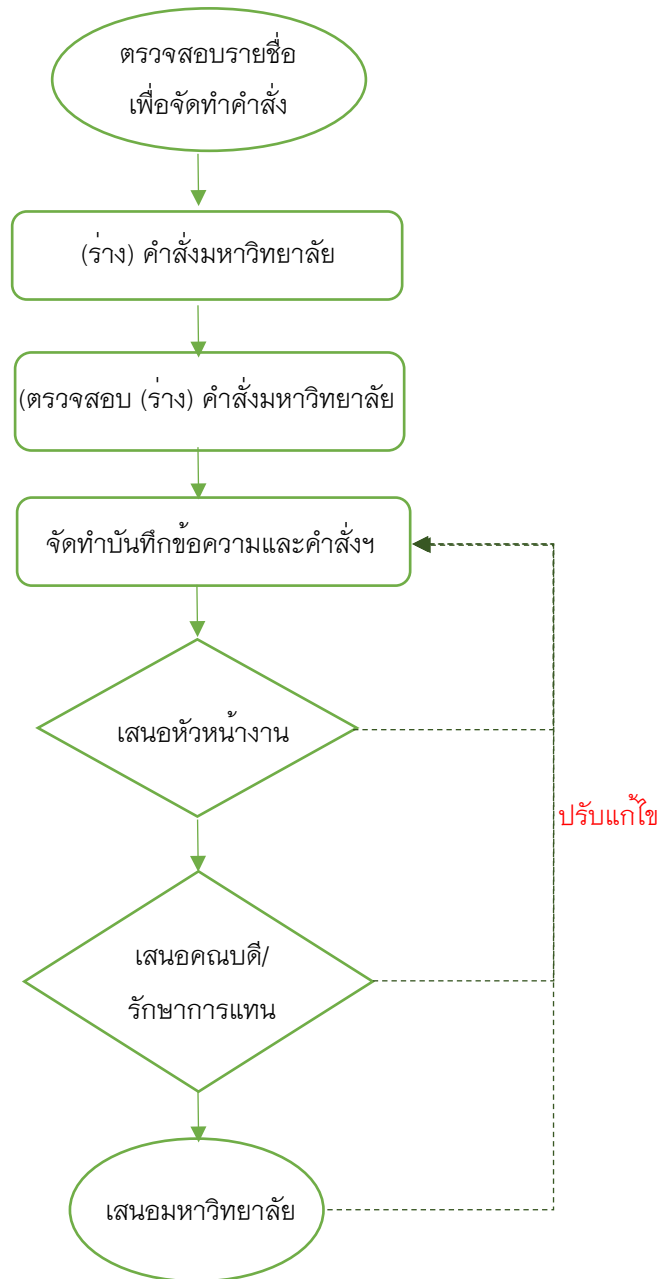 ตรวจสอบรายชื่อ
เพื่อจัดทำคำสั่ง
(ร่าง) คำสั่งมหาวิทยาลัย
(ตรวจสอบ (ร่าง) คำสั่งมหาวิทยาลัย
จัดทำบันทึกข้อความและคำสั่งฯ
เสนอหัวหน้างาน
ปรับแก้ไข
เสนอคณบดี/
รักษาการแทน
เสนอมหาวิทยาลัย